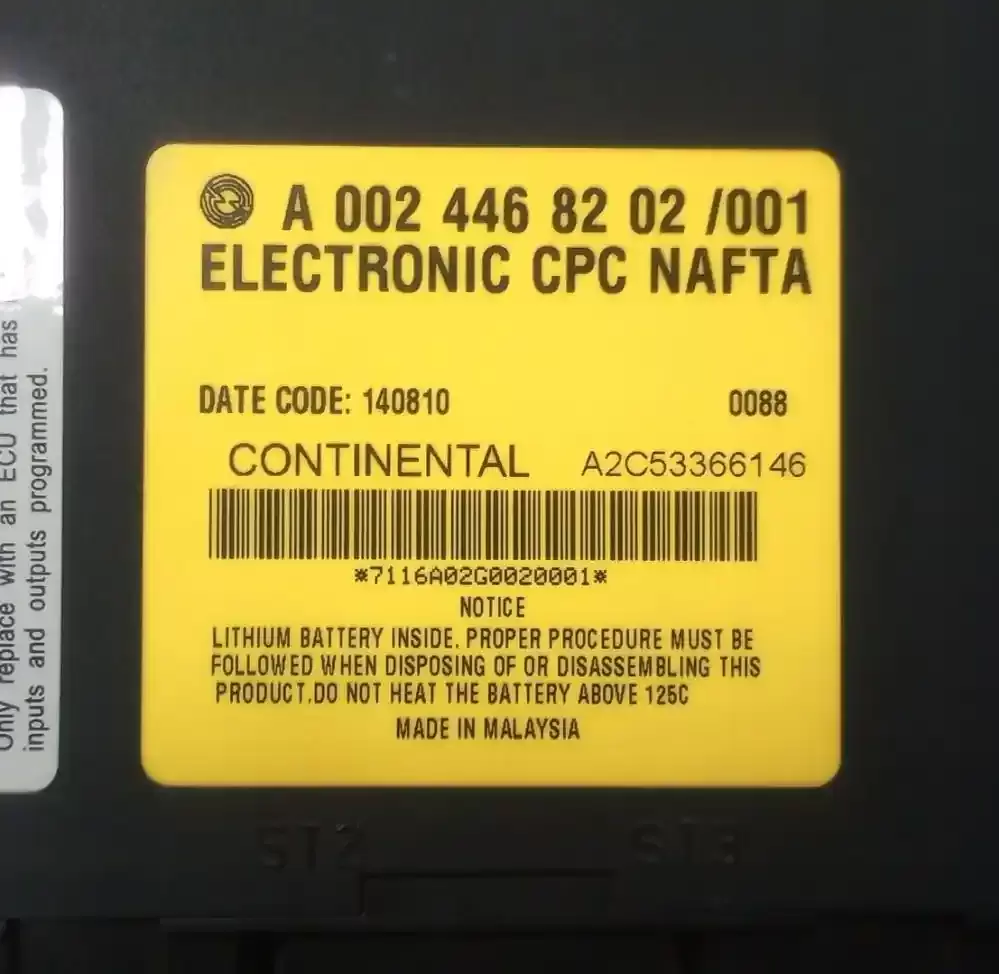 A 002 446 82 02 /001
ELECTRONIC CPC NAFTA
DATE CODE: 140810 0088
CONTINENTAL A2C53366146
*7116A02G0020001*
NOTICE
LITHIUM BATTERY INSIDE. PROPER PROCEDURE MUST BE
FOLLOWED WHEN DISPOSING OF OR DISASSEMBLING THIS
PRODUCT.DO NOT HEAT THE BATTERY ABOVE 125C
MADE IN MALAYSIA
Only replace with an ECU that has
inputs and outputs programmed.
ST2 ST3